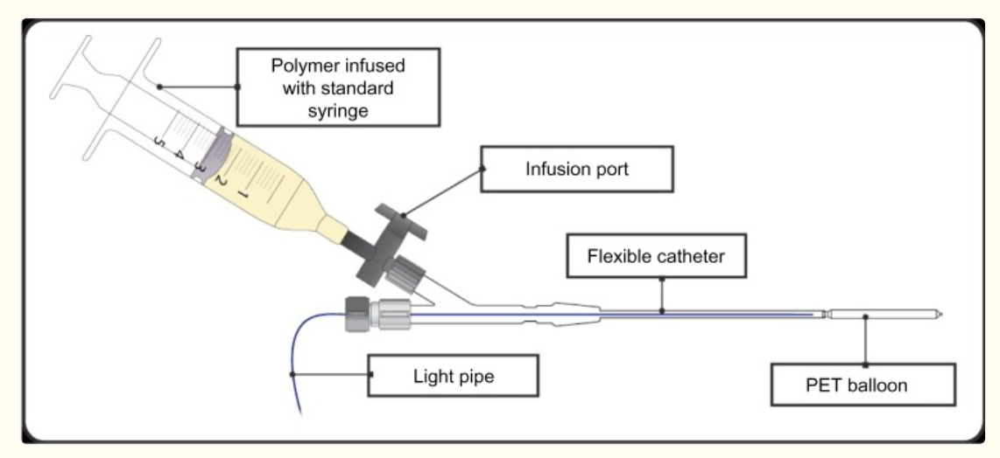 Polymer infused
with standard
syringe
Infusion port
5
4
3
2
1
Flexible catheter
Light pipe
PET balloon